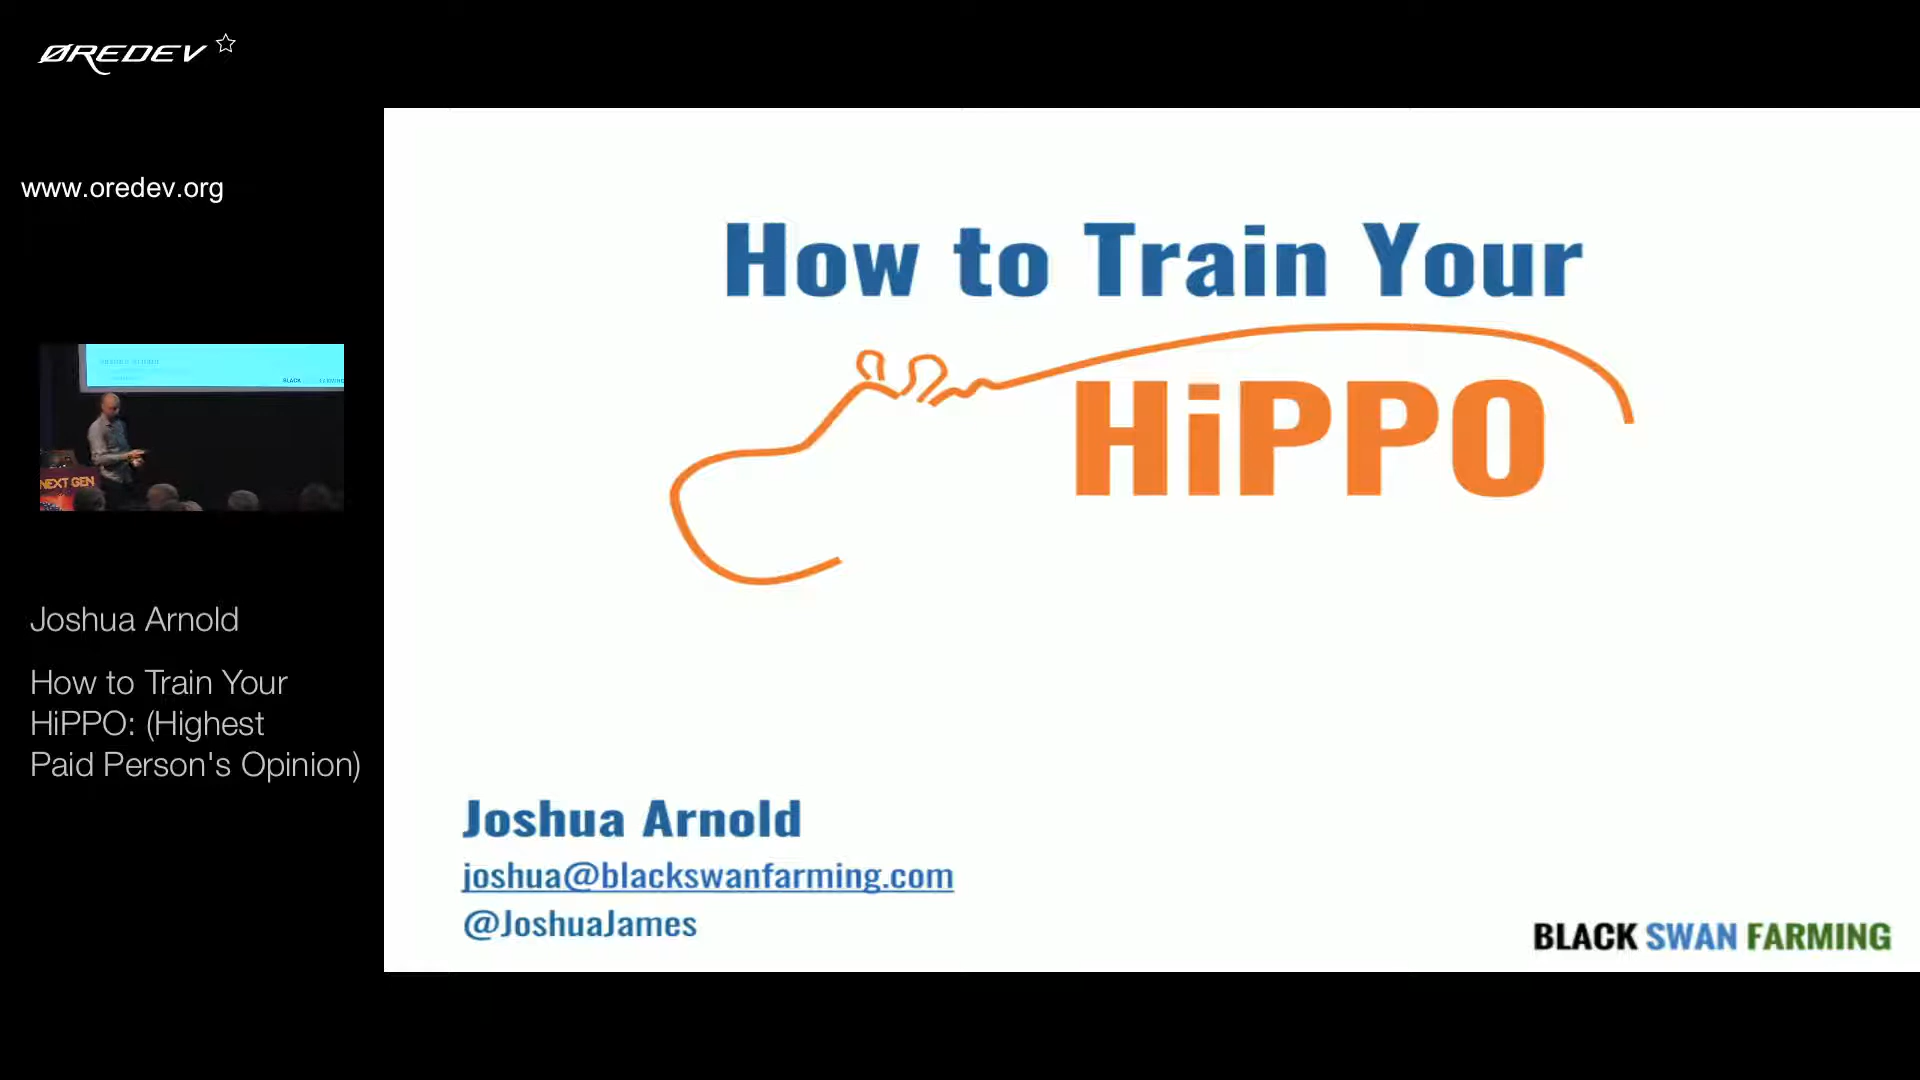 ØREDEV
www.oredev.org
How to Train Your
HiPPO
NEXT GEN
Joshua Arnold
How to Train Your
HiPPO: (Highest
Paid Person's Opinion)
Joshua Arnold
joshua@blackswanfarming.com
@JoshuaJames
BLACK SWAN FARMING